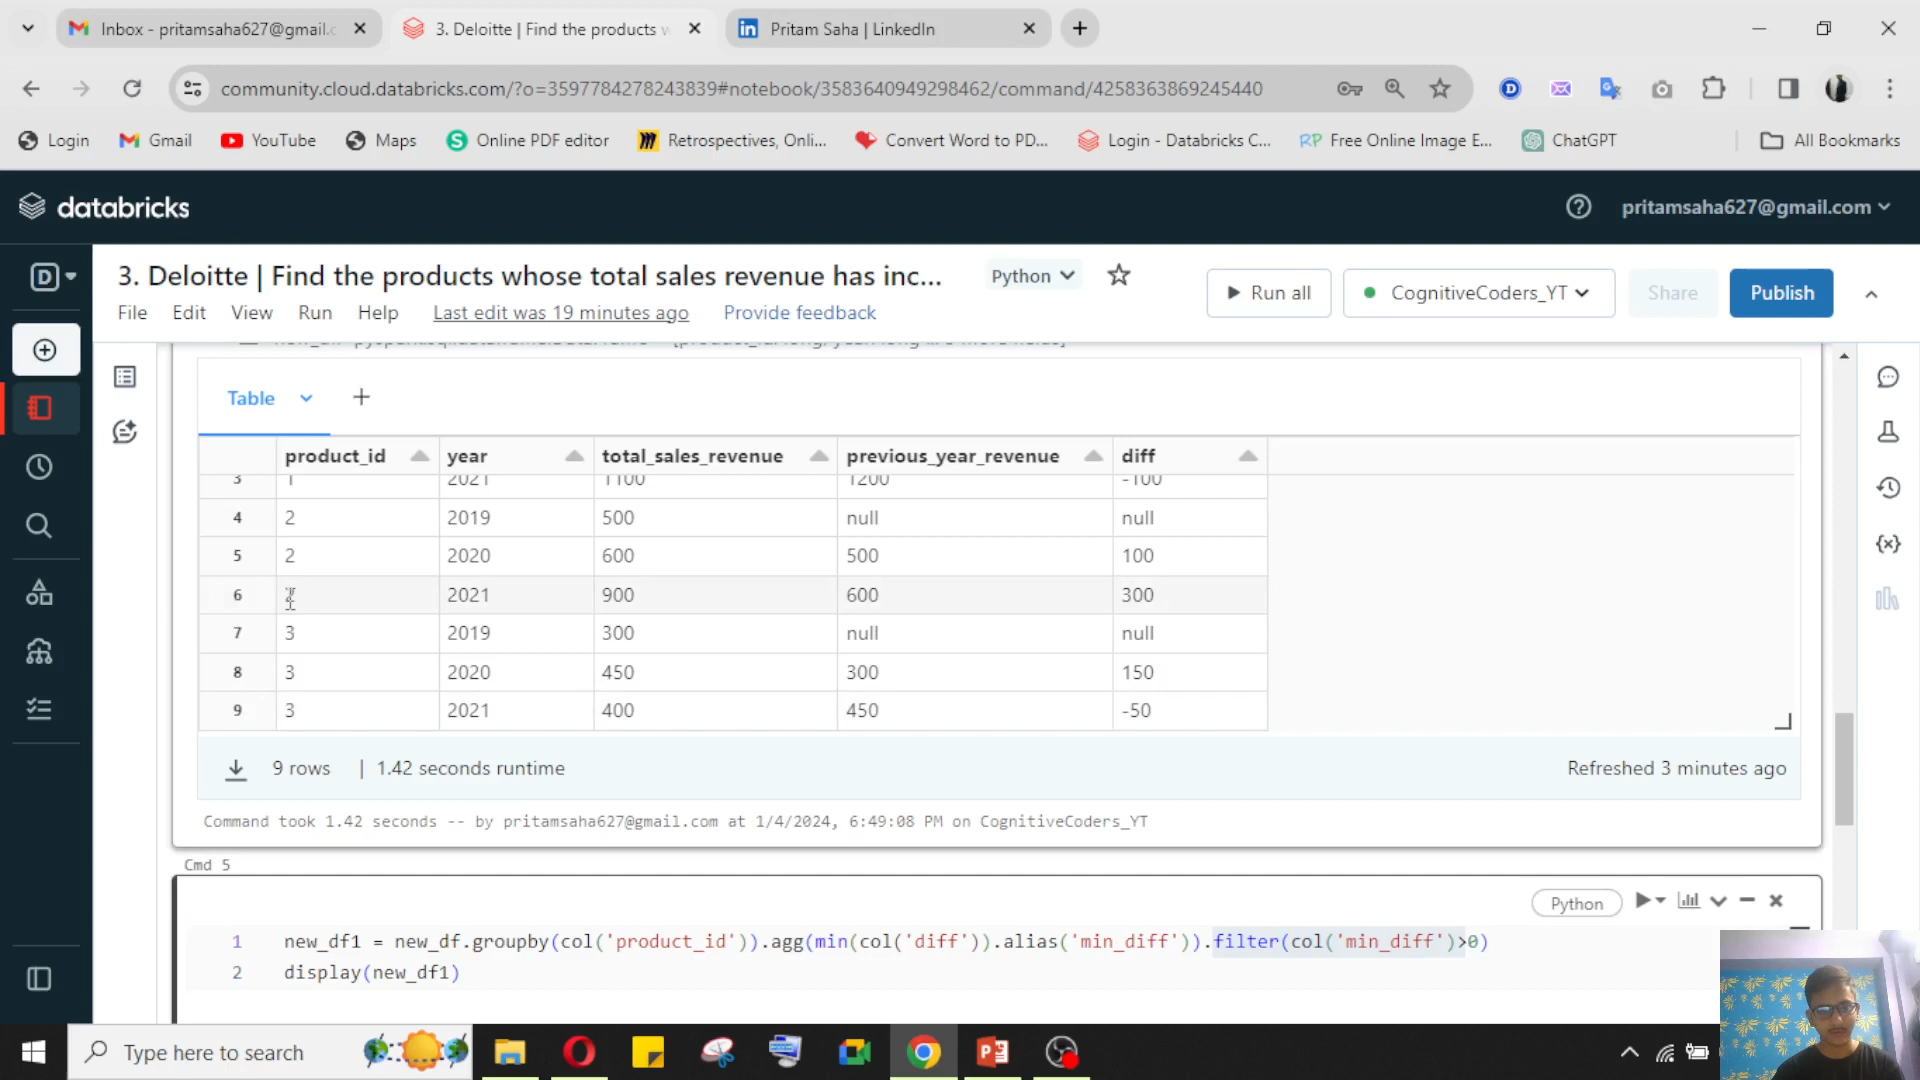 Inbox - pritamsaha627@gmail.c
3. Deloitte | Find the products w
Pritam Saha | LinkedIn
community.cloud.databricks.com/?o=3597784278243839#notebook/3583640949298462/command/4258363869245440
Login
Gmail
YouTube
Maps
Online PDF editor
Retrospectives, Onli...
Convert Word to PD...
Login - Databricks C...
Free Online Image E...
ChatGPT
All Bookmarks
databricks
pritamsaha627@gmail.com
3. Deloitte | Find the products whose total sales revenue has inc...
Python
Run all
CognitiveCoders_YT
Share
Publish
File Edit View Run Help Last edit was 19 minutes ago Provide feedback
Table
product_id year total_sales_revenue previous_year_revenue diff
3 1 2021 1100 1200 -100
4 2 2019 500 null null
5 2 2020 600 500 100
6 2 2021 900 600 300
7 3 2019 300 null null
8 3 2020 450 300 150
9 3 2021 400 450 -50
9 rows | 1.42 seconds runtime
Refreshed 3 minutes ago
Command took 1.42 seconds -- by pritamsaha627@gmail.com at 1/4/2024, 6:49:08 PM on CognitiveCoders_YT
Cmd 5
Python
1 new_df1 = new_df.groupby(col('product_id')).agg(min(col('diff')).alias('min_diff')).filter(col('min_diff')>0)
2 display(new_df1)
Type here to search